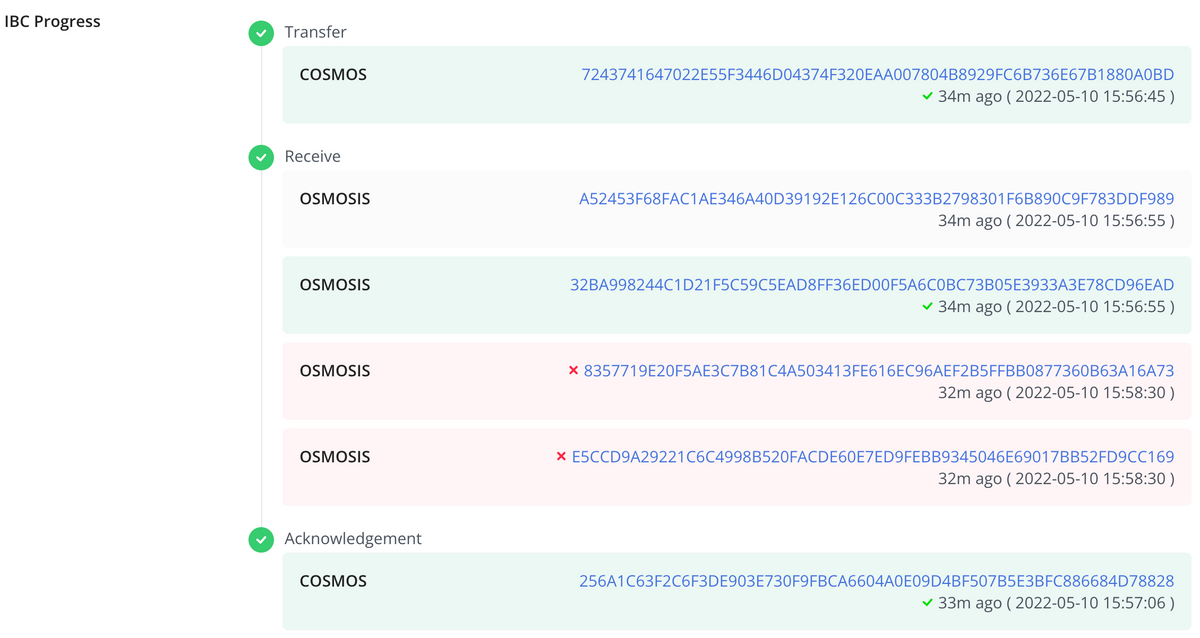 IBC Progress
Transfer
COSMOS 7243741647022E55F3446D04374F320EAA007804B8929FC6B736E67B1880A0BD
34m ago ( 2022-05-10 15:56:45 )
Receive
OSMOSIS A52453F68FAC1AE346A40D39192E126C00C333B2798301F6B890C9F783DDF989
34m ago ( 2022-05-10 15:56:55 )
OSMOSIS 32BA998244C1D21F5C59C5EAD8FF36ED00F5A6C0BC73B05E3933A3E78CD96EAD
34m ago ( 2022-05-10 15:56:55 )
OSMOSIS 8357719E20F5AE3C7B81C4A503413FE616EC96AEF2B5FFBB0877360B63A16A73
32m ago ( 2022-05-10 15:58:30 )
OSMOSIS E5CCD9A29221C6C4998B520FACDE60E7ED9FEBB9345046E69017BB52FD9CC169
32m ago ( 2022-05-10 15:58:30 )
Acknowledgement
COSMOS 256A1C63F2C6F3DE903E730F9FBCA6604A0E09D4BF507B5E3BFC886684D78828
33m ago ( 2022-05-10 15:57:06 )